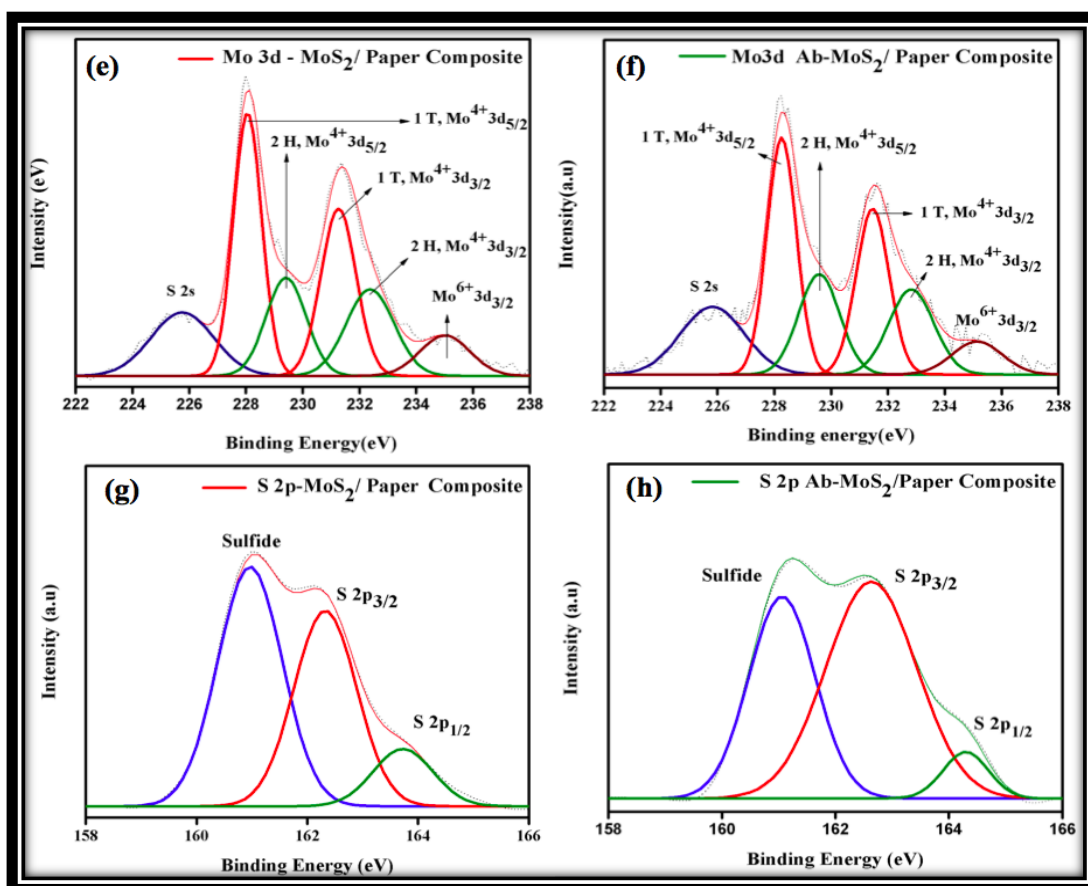 (e) Mo 3d - MoS₂/ Paper Composite
1 T, Mo⁴⁺3d₅/₂
2 H, Mo⁴⁺3d₅/₂
1 T, Mo⁴⁺3d₃/₂
2 H, Mo⁴⁺3d₃/₂
S 2s
Mo⁶⁺3d₃/₂
Intensity (eV)
222 224 226 228 230 232 234 236 238
Binding Energy(eV)
(f) Mo3d Ab-MoS₂/ Paper Composite
1 T, Mo⁴⁺3d₅/₂
2 H, Mo⁴⁺3d₅/₂
1 T, Mo⁴⁺3d₃/₂
2 H, Mo⁴⁺3d₃/₂
S 2s
Mo⁶⁺3d₃/₂
Intensity(a.u)
222 224 226 228 230 232 234 236 238
Binding energy(eV)
(g) S 2p-MoS₂/ Paper Composite
Sulfide
S 2p₃/₂
S 2p₁/₂
Intensity (a.u)
158 160 162 164 166
Binding Energy (eV)
(h) S 2p Ab-MoS₂/Paper Composite
Sulfide
S 2p₃/₂
S 2p₁/₂
Intensity (a.u)
158 160 162 164 166
Binding Energy (eV)